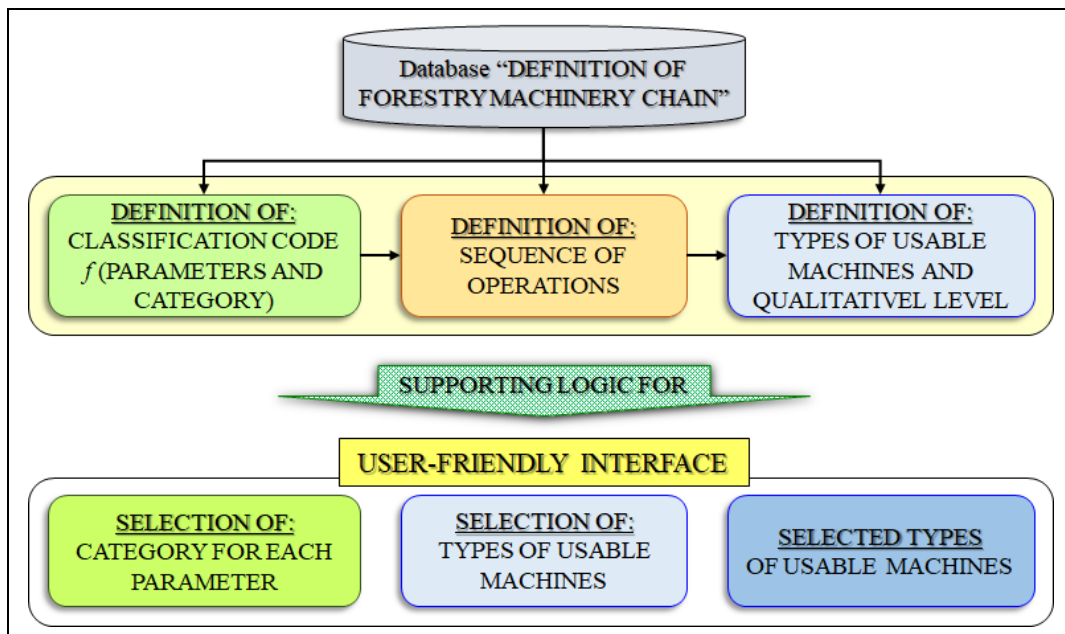 Database “DEFINITION OF
FORESTRY MACHINERY CHAIN”
DEFINITION OF:
CLASSIFICATION CODE
f (PARAMETERS AND
CATEGORY)
DEFINITION OF:
SEQUENCE OF
OPERATIONS
DEFINITION OF:
TYPES OF USABLE
MACHINES AND
QUALITATIVEL LEVEL
SUPPORTING LOGIC FOR
USER-FRIENDLY INTERFACE
SELECTION OF:
CATEGORY FOR EACH
PARAMETER
SELECTION OF:
TYPES OF USABLE
MACHINES
SELECTED TYPES
OF USABLE MACHINES